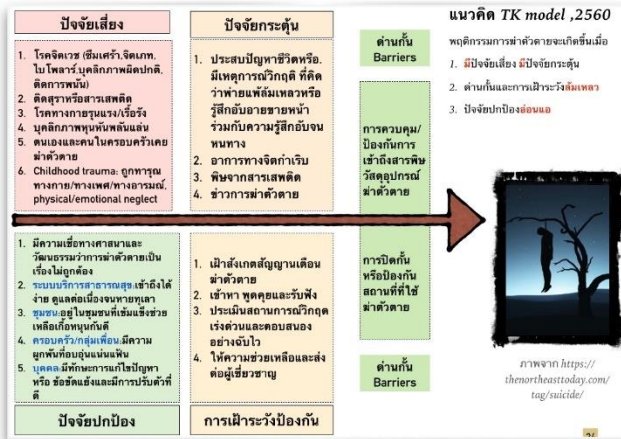 ปัจจัยเสี่ยง
1. โรคจิตเวช (ซึมเศร้า,จิตเภท,
ไบโพลาร์,บุคลิกภาพผิดปกติ,
ติดการพนัน)
2. ติดสุราหรือสารเสพติด
3. โรคทางกายรุนแรง/เรื้อรัง
4. บุคลิกภาพหุนหันพลันแล่น
5. ตนเองและคนในครอบครัวเคย
ฆ่าตัวตาย
6. Childhood trauma: ถูกทารุณ
ทางกาย/ทางเพศ/ทางอารมณ์,
physical/emotional neglect
ปัจจัยกระตุ้น
1. ประสบปัญหาชีวิตหรือ.
มีเหตุการณ์วิกฤติ ที่คิด
ว่าพ่ายแพ้ล้มเหลวหรือ
รู้สึกอับอายขายหน้า
ร่วมกับความรู้สึกอับจน
หนทาง
2. อาการทางจิตกำเริบ
3. พิษจากสารเสพติด
4. ข่าวการฆ่าตัวตาย
ด่านกั้น
Barriers
การควบคุม/
ป้องกันการ
เข้าถึงสารพิษ
วัสดุอุปกรณ์
ฆ่าตัวตาย
การปิดกั้น
หรือป้องกัน
สถานที่ที่ใช้
ฆ่าตัวตาย
ด่านกั้น
Barriers
1. มีความเชื่อทางศาสนาและ
วัฒนธรรมว่าการฆ่าตัวตายเป็น
เรื่องไม่ถูกต้อง
2. ระบบบริการสาธารณสุข:เข้าถึงได้
ง่าย ดูแลต่อเนื่องจนหายทุเลา
3. ชุมชน:อยู่ในชุมชนที่เข้มแข็งช่วย
เหลือเกื้อหนุนกันดี
4. ครอบครัว/กลุ่มเพื่อน:มีความ
ผูกพันที่อบอุ่นแน่นแฟ้น
5. บุคคล:มีทักษะการแก้ไขปัญหา
หรือ ข้อขัดแย้งและมีการปรับตัวที่
ดี
ปัจจัยปกป้อง
1. เฝ้าสังเกตสัญญานเตือน
ฆ่าตัวตาย
2. เข้าหา พูดคุยและรับฟัง
3. ประเมินสถานการณ์วิกฤต
เร่งด่วนและตอบสนอง
อย่างฉับไว
4. ให้ความช่วยเหลือและส่ง
ต่อผู้เชี่ยวชาญ
การเฝ้าระวังป้องกัน
แนวคิด TK model ,2560
พฤติกรรมการฆ่าตัวตายจะเกิดขึ้นเมื่อ
1. มีปัจจัยเสี่ยง มีปัจจัยกระตุ้น
2. ด่านกั้นและการเฝ้าระวังล้มเหลว
3. ปัจจัยปกป้องอ่อนแอ
ภาพจาก https://
thenortheasttoday.com/
tag/suicide/